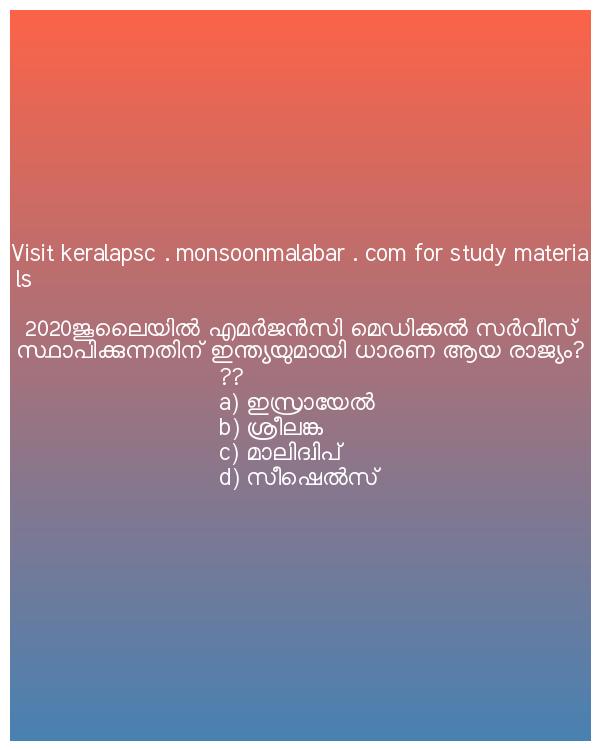 Visit keralapsc . monsoonmalabar . com for study materia
ls
2020ജൂലൈയിൽ എമർജൻസി മെഡിക്കൽ സർവീസ്
സ്ഥാപിക്കുന്നതിന് ഇന്ത്യയുമായി ധാരണ ആയ രാജ്യം?
??
a) ഇസ്രായേൽ
b) ശ്രീലങ്ക
c) മാലിദ്വിപ്
d) സീഷെൽസ്